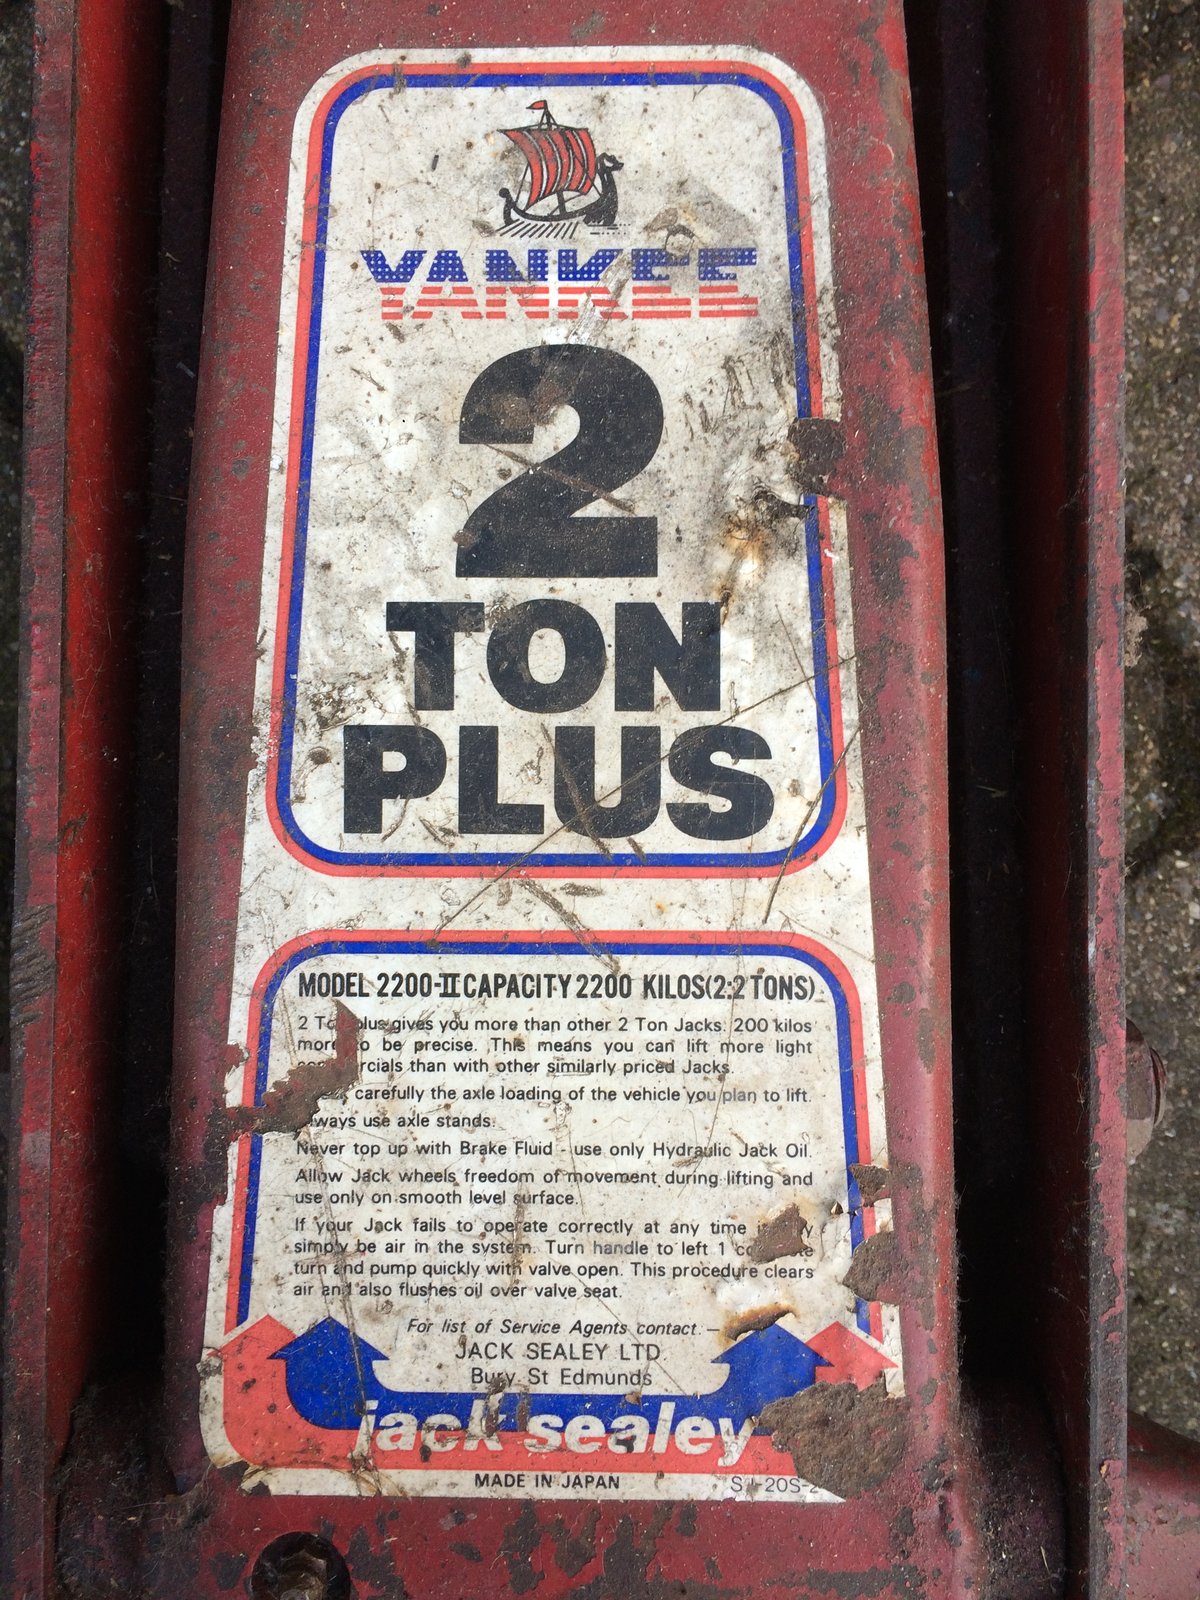 YANKEE
2
TON
PLUS
MODEL 2200-II CAPACITY 2200 KILOS(2:2 TONS)
2 plus gives you more than other 2 Ton Jacks. 200 kilos
more to be precise. This means you can lift more light
than with other similarly priced Jacks.
carefully the axle loading of the vehicle you plan to lift.
Always use axle stands.
Never top up with Brake Fluid - use only Hydraulic Jack Oil.
Allow Jack wheels freedom of movement during lifting and
use only on smooth level surface.
If your Jack fails to operate correctly at any time
simply be air in the system. Turn handle to left 1
turn and pump quickly with valve open. This procedure clears
air and also flushes oil over valve seat.
For list of Service Agents contact.—
JACK SEALEY LTD.
Bury St Edmunds
jack sealey
MADE IN JAPAN